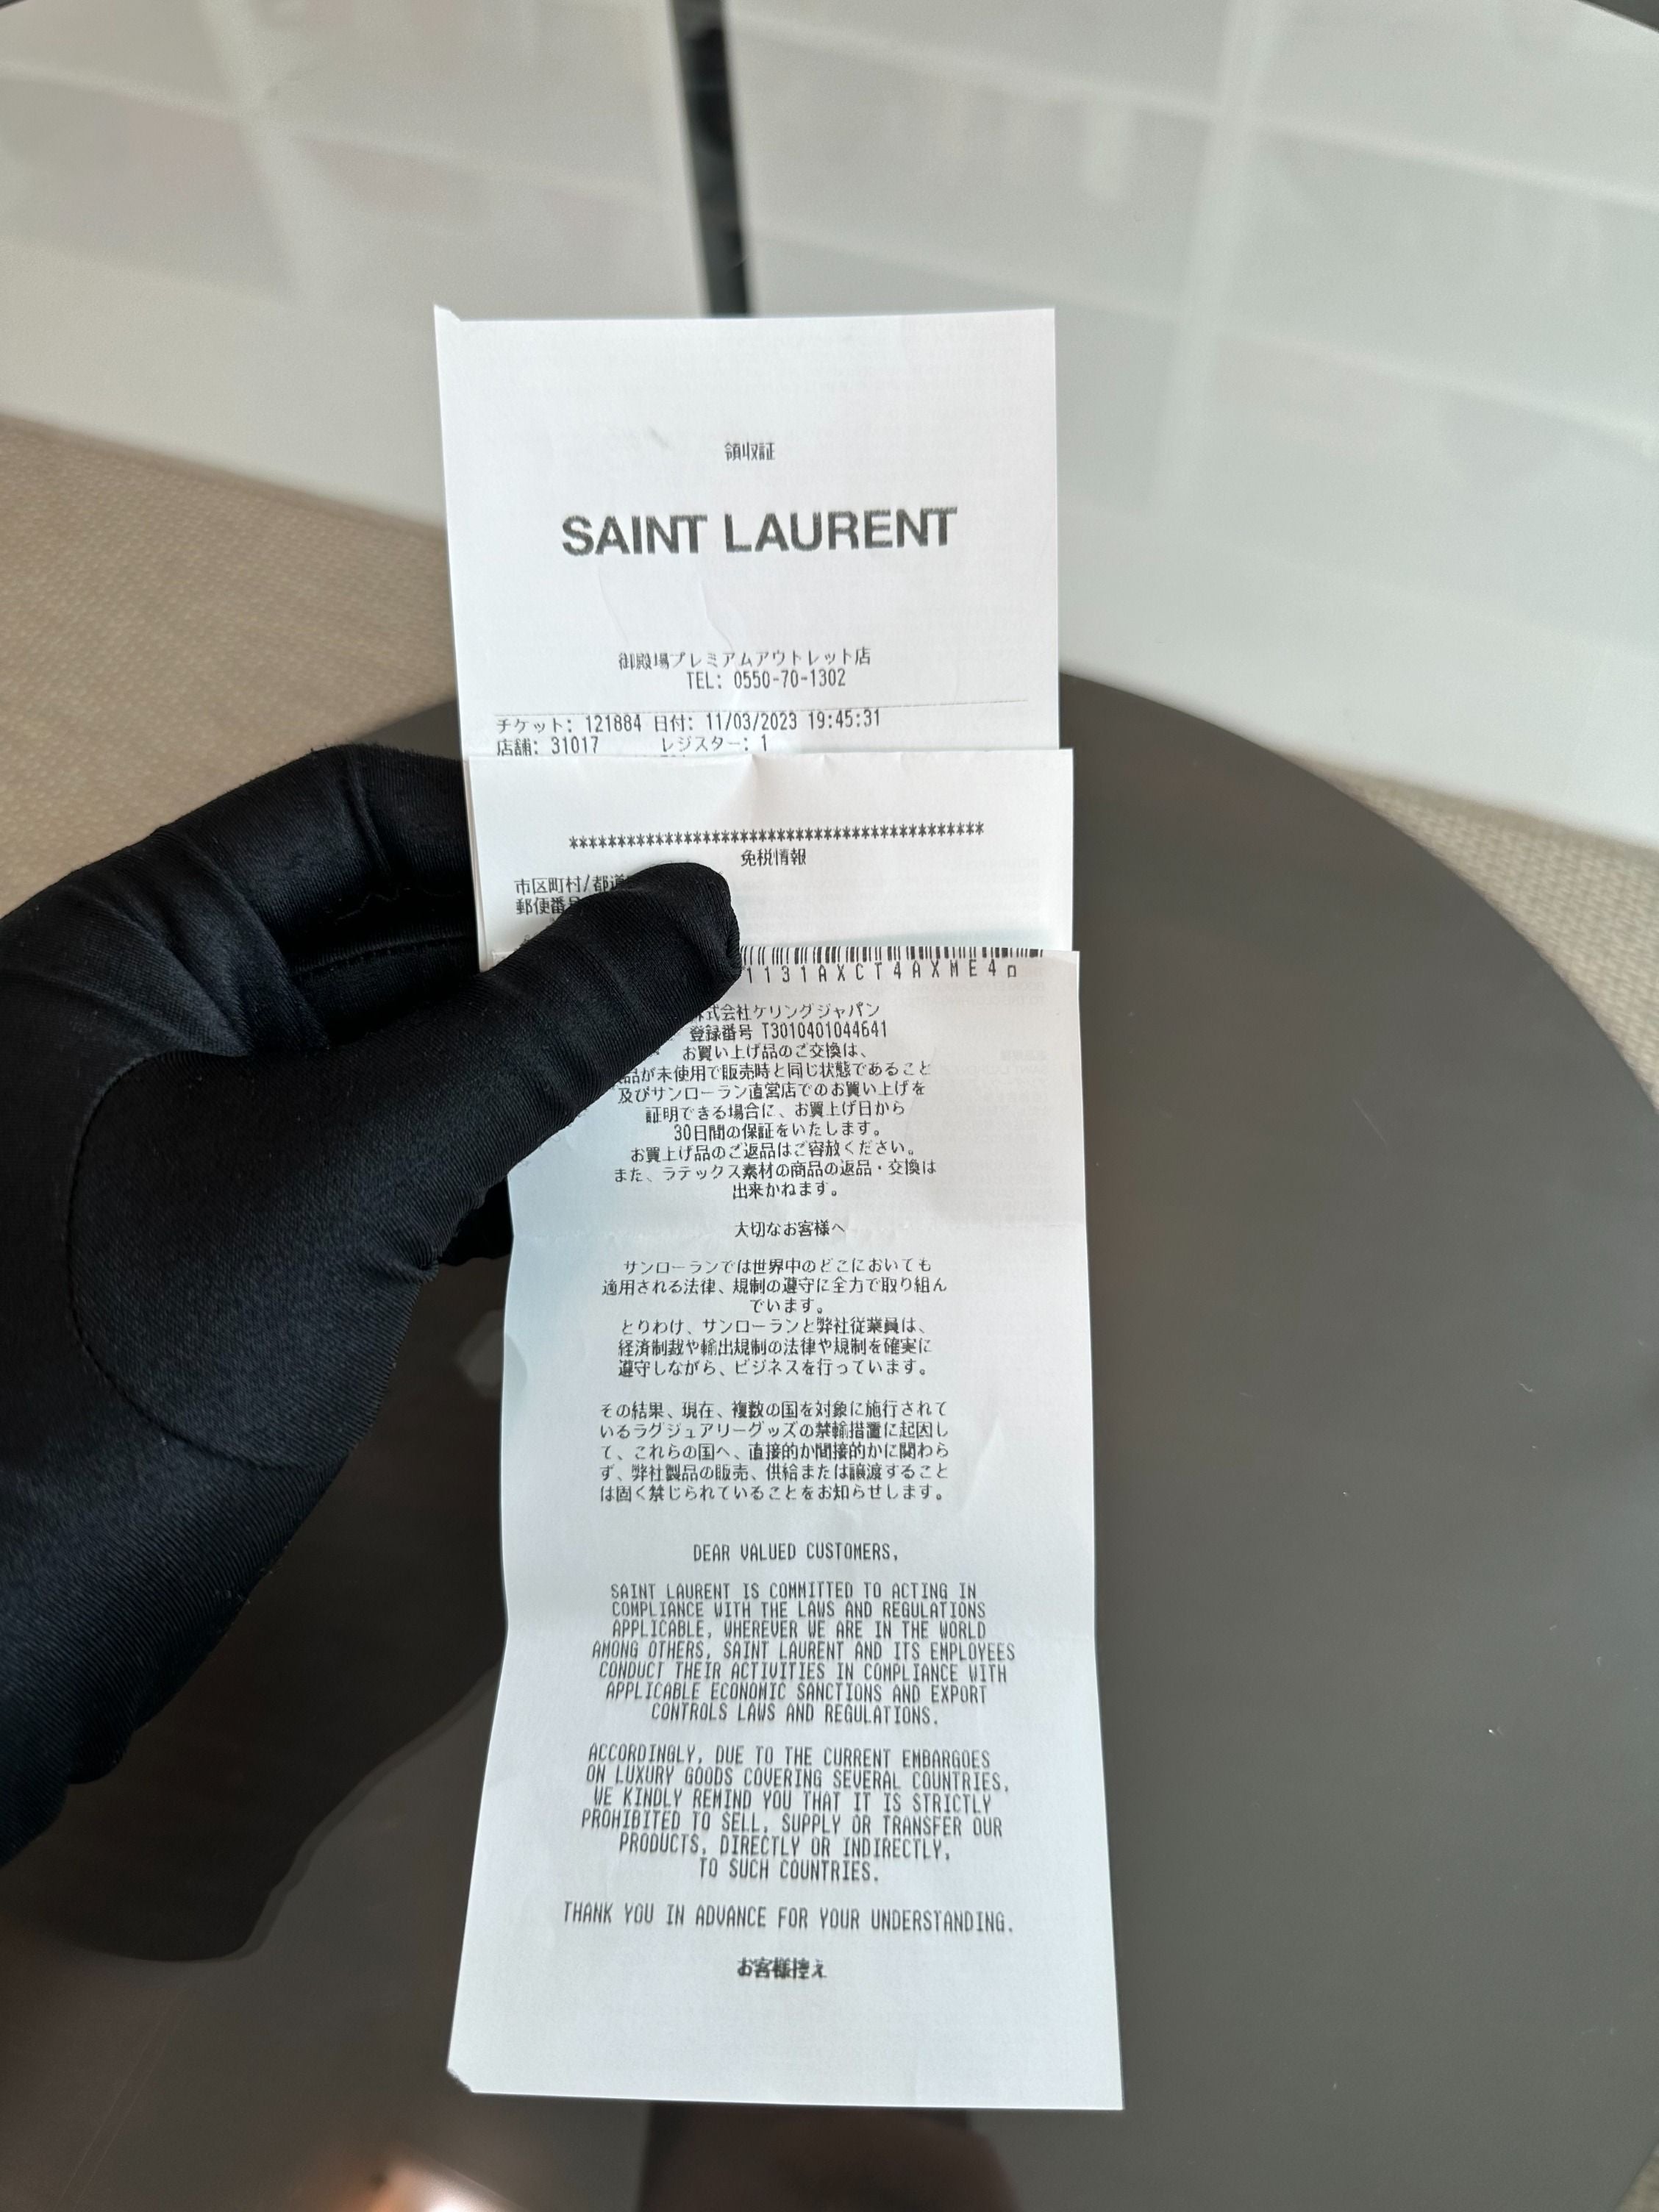 領収証
SAINT LAURENT
御殿場プレミアムアウトレット店
TEL: 0550-70-1302
チケット: 121884 日付: 11/03/2023 19:45:31
店舗: 31017 レジスター: 1
*******************************************
免税情報
市区町村/都道
郵便番号
1131AXCT4AXME4
式会社ケリングジャパン
登録番号 T3010401044641
お買い上げ品のご交換は、
品が未使用で販売時と同じ状態であること
及びサンローラン直営店でのお買い上げを
証明できる場合に、お買上げ日から
30日間の保証をいたします。
お買上げ品のご返品はご容赦ください。
また、ラテックス素材の商品の返品・交換は
出来かねます。
大切なお客様へ
サンローランでは世界中のどこにおいても
適用される法律、規制の遵守に全力で取り組ん
でいます。
とりわけ、サンローランと弊社従業員は、
経済制裁や輸出規制の法律や規制を確実に
遵守しながら、ビジネスを行っています。
その結果、現在、複数の国を対象に施行されて
いるラグジュアリーグッズの禁輸措置に起因し
て、これらの国へ、直接的か間接的かに関わら
ず、弊社製品の販売、供給または譲渡すること
は固く禁じられていることをお知らせします。
DEAR VALUED CUSTOMERS,
SAINT LAURENT IS COMMITTED TO ACTING IN
COMPLIANCE WITH THE LAWS AND REGULATIONS
APPLICABLE, WHEREVER WE ARE IN THE WORLD
AMONG OTHERS, SAINT LAURENT AND ITS EMPLOYEES
CONDUCT THEIR ACTIVITIES IN COMPLIANCE WITH
APPLICABLE ECONOMIC SANCTIONS AND EXPORT
CONTROLS LAWS AND REGULATIONS.
ACCORDINGLY, DUE TO THE CURRENT EMBARGOES
ON LUXURY GOODS COVERING SEVERAL COUNTRIES,
WE KINDLY REMIND YOU THAT IT IS STRICTLY
PROHIBITED TO SELL, SUPPLY OR TRANSFER OUR
PRODUCTS, DIRECTLY OR INDIRECTLY,
TO SUCH COUNTRIES.
THANK YOU IN ADVANCE FOR YOUR UNDERSTANDING.
お客様控え